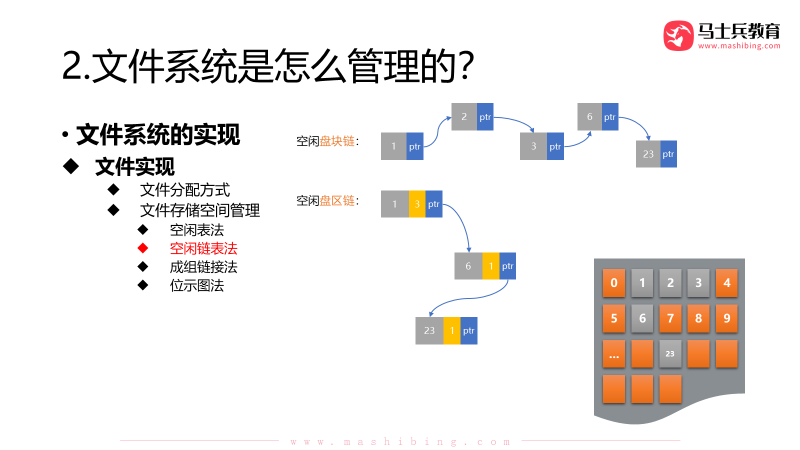 马士兵教育
www.mashibing.com
2.文件系统是怎么管理的?
• 文件系统的实现
◆ 文件实现
◆ 文件分配方式
◆ 文件存储空间管理
◆ 空闲表法
◆ 空闲链表法
◆ 成组链接法
◆ 位示图法
空闲盘块链:
1 ptr
2 ptr
3 ptr
6 ptr
23 ptr
空闲盘区链:
1 3 ptr
6 1 ptr
23 1 ptr
0 1 2 3 4
5 6 7 8 9
... 23
www.mashibing.com